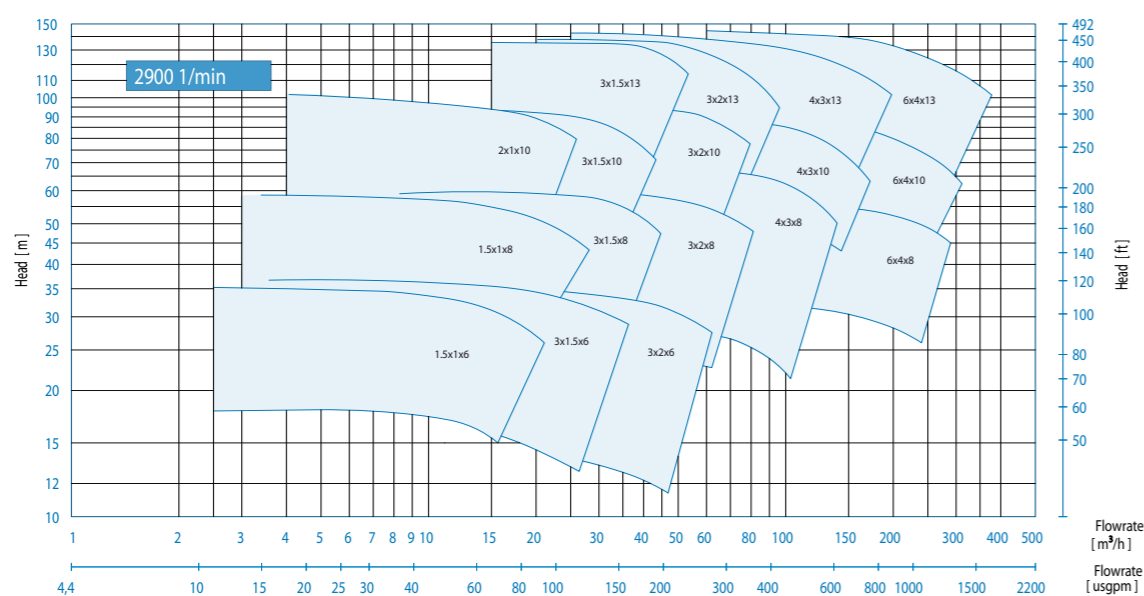 2900 1/min
Head [m]
150
130
110
100
90
80
70
60
50
45
40
35
30
25
20
15
12
10
3x1.5x13
3x2x13
4x3x13
6x4x13
2x1x10
3x1.5x10
3x2x10
4x3x10
6x4x10
1.5x1x8
3x1.5x8
3x2x8
4x3x8
6x4x8
1.5x1x6
3x1.5x6
3x2x6
492
450
400
350
300
250
200
180
160
140
120
100
80
70
60
50
Head [ft]
1 2 3 4 5 6 7 8 9 10 15 20 30 40 50 60 80 100 150 200 300 400 500
Flowrate
[m³/h]
4,4 10 15 20 25 30 40 60 80 100 150 200 300 400 600 800 1000 1500 2200
Flowrate
[usgpm]